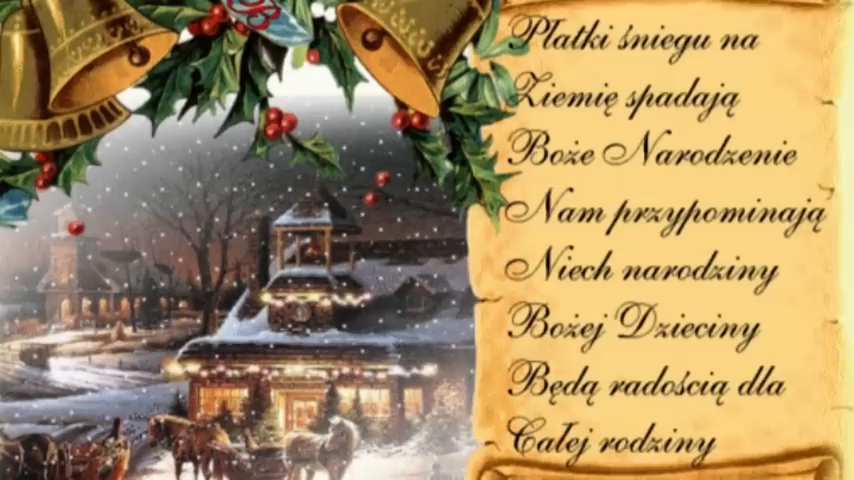 Płatki śniegu na
Ziemię spadają
Boże Narodzenie
Nam przypominają
Niech narodziny
Bożej Dzieciny
Będą radością dla
Całej rodziny